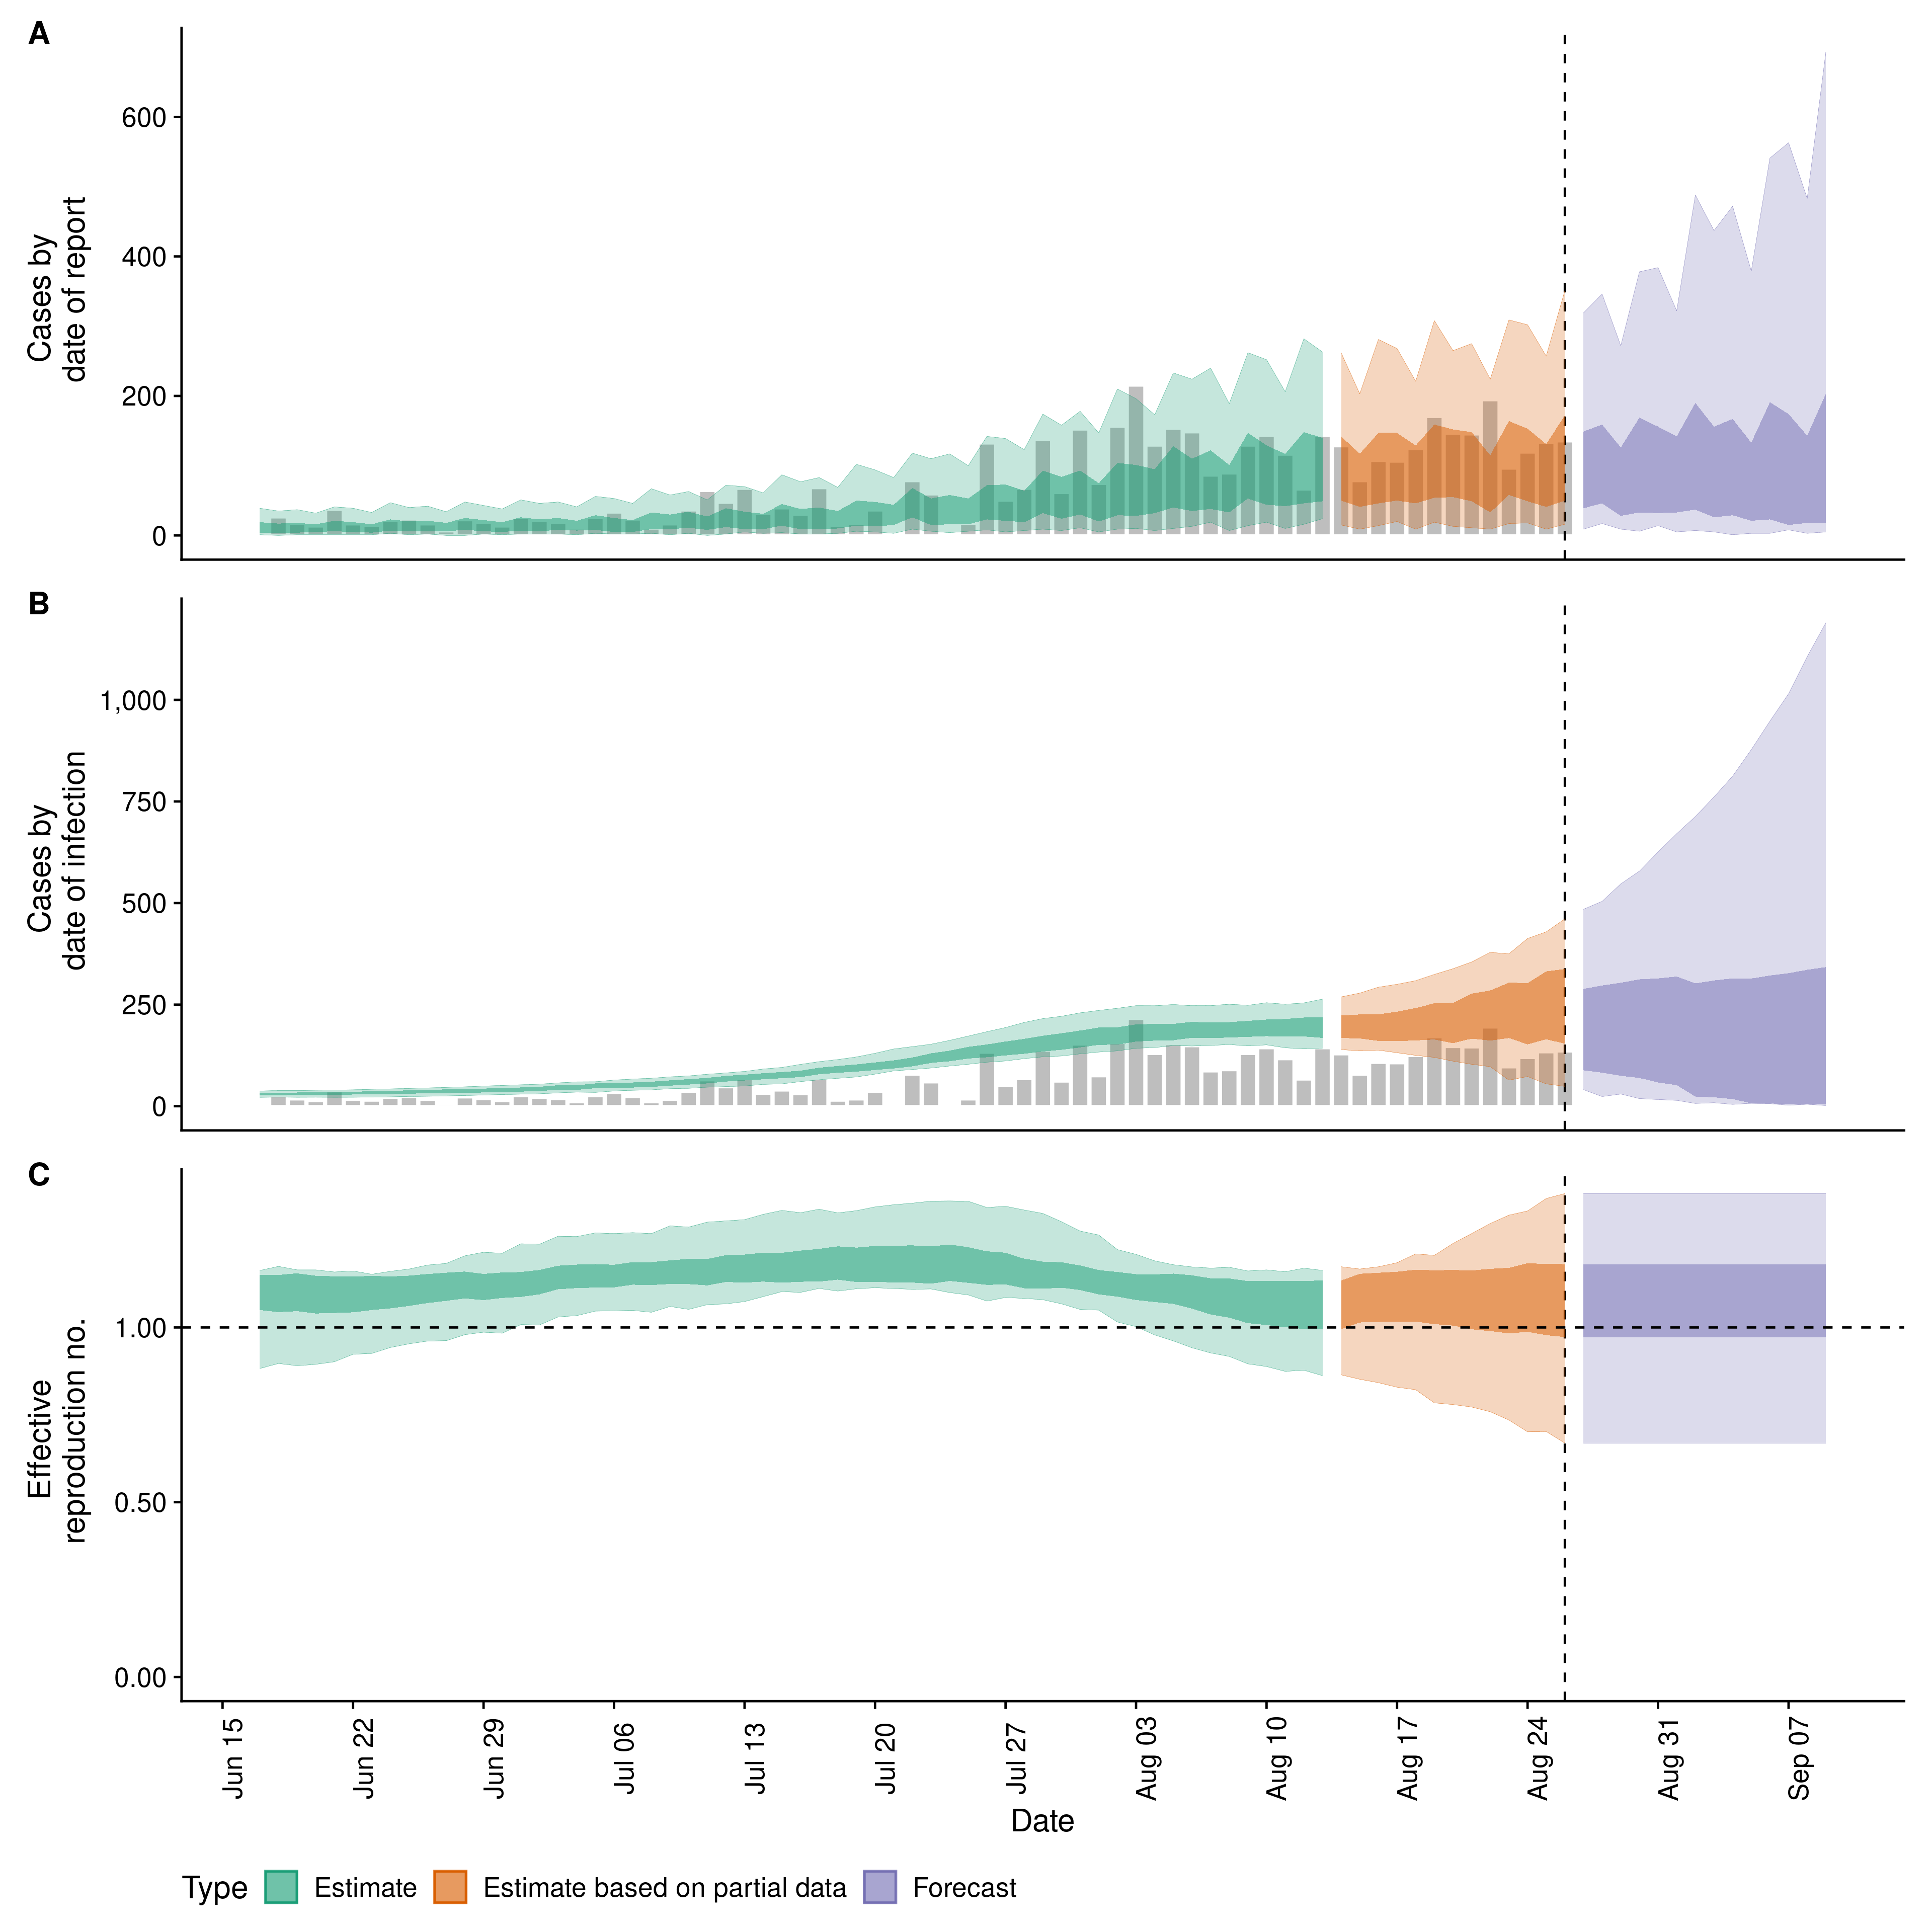 A
Cases by
date of report
600
400
200
0
B
Cases by
date of infection
1,000
750
500
250
0
C
Effective
reproduction no.
1.00
0.50
0.00
Jun 15
Jun 22
Jun 29
Jul 06
Jul 13
Jul 20
Jul 27
Aug 03
Aug 10
Aug 17
Aug 24
Aug 31
Sep 07
Date
Type Estimate Estimate based on partial data Forecast